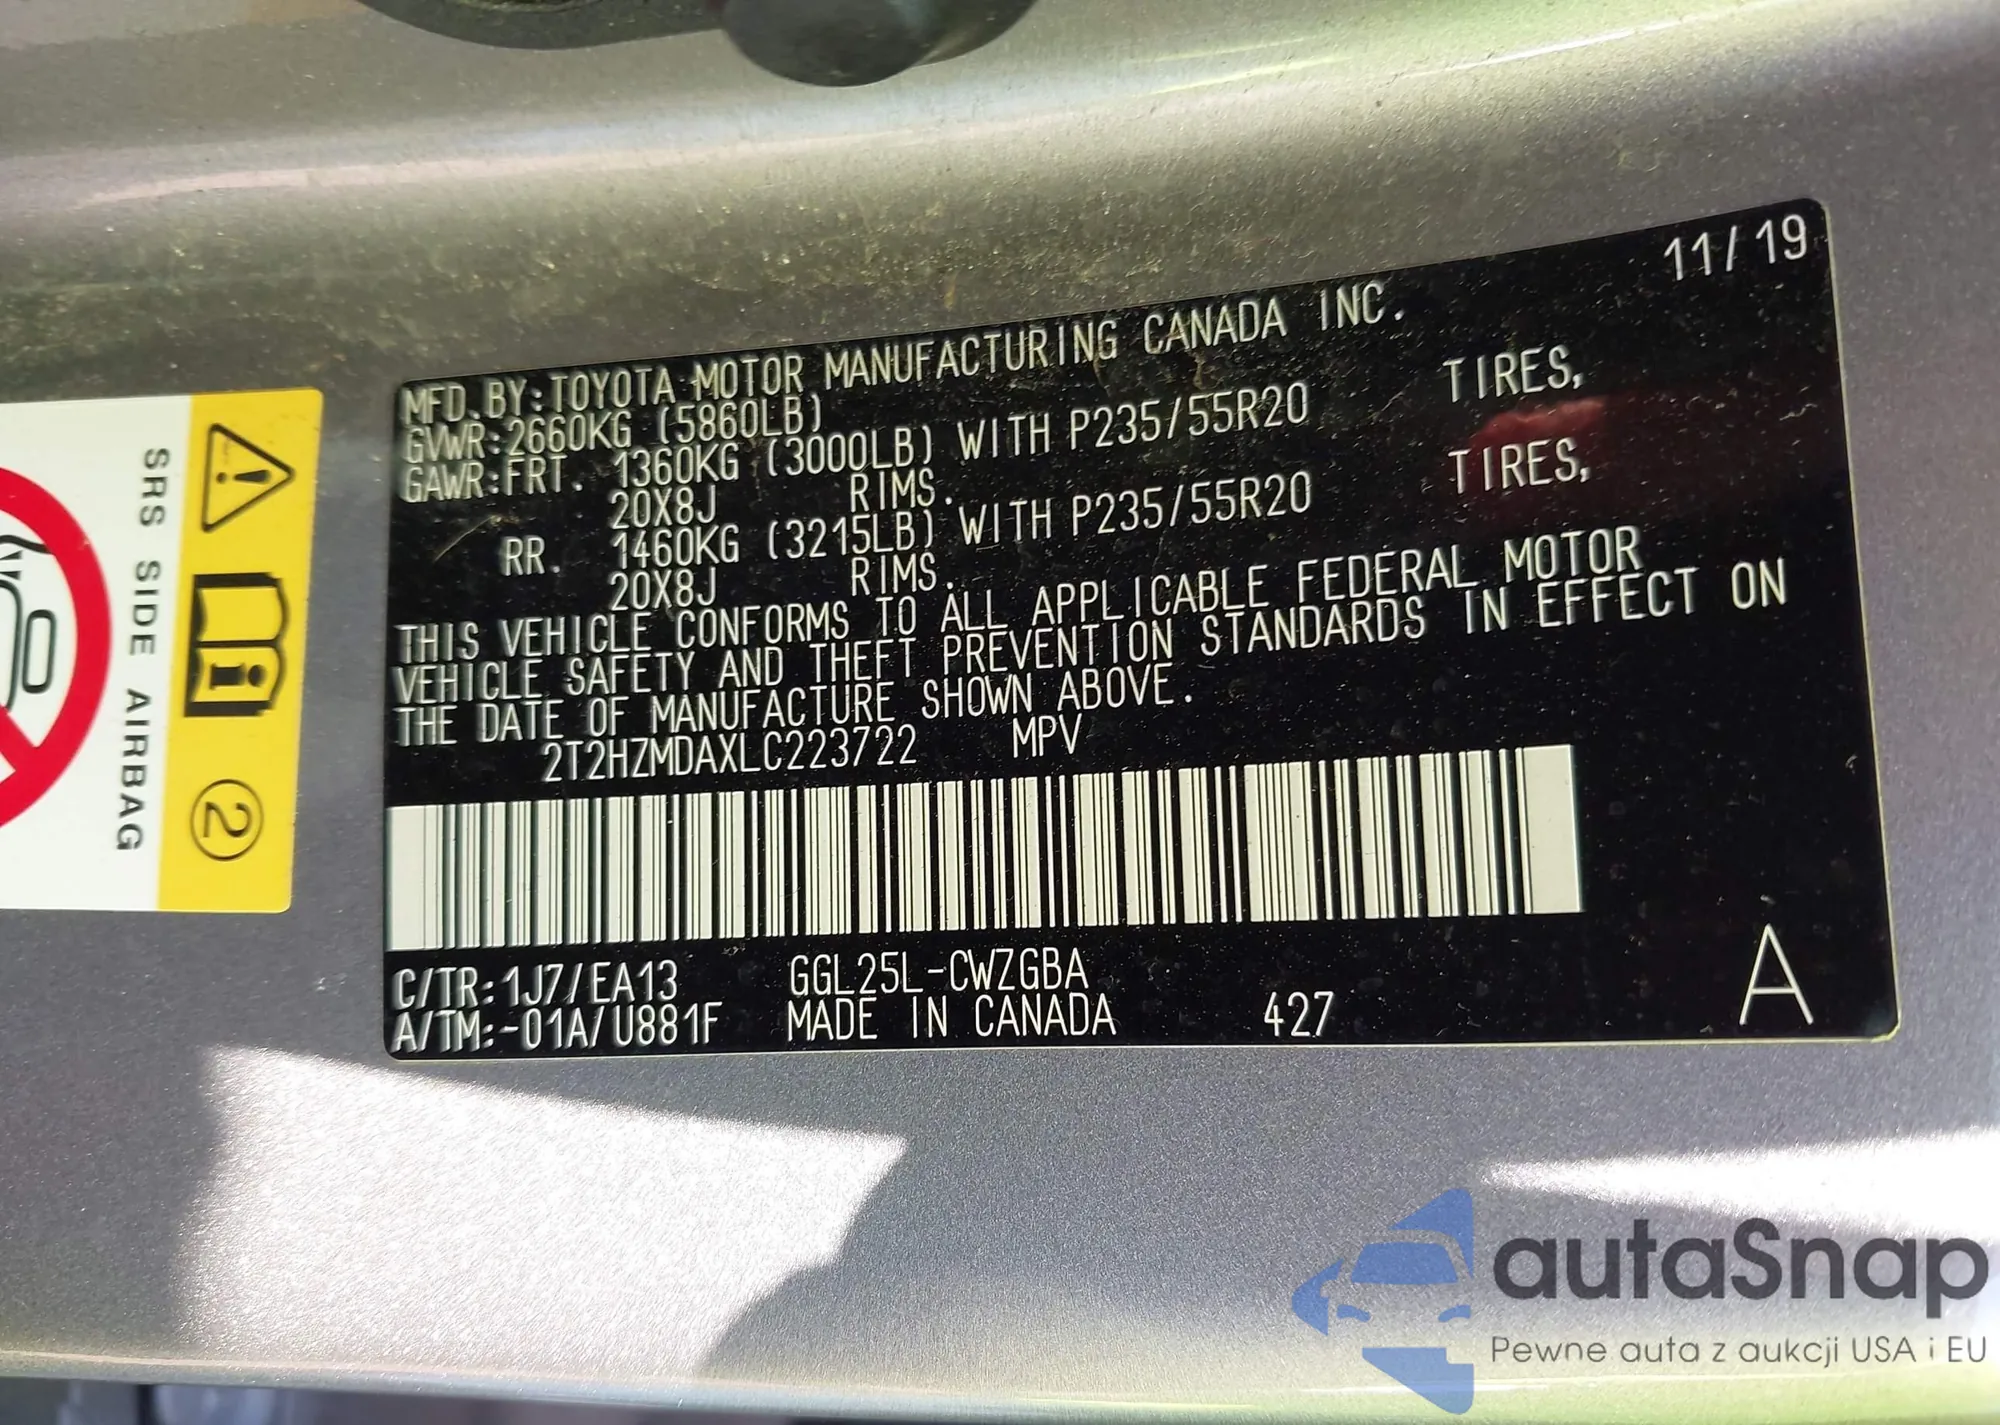 11/19
MFD.BY:TOYOTA MOTOR MANUFACTURING CANADA INC.
GVWR:2660KG (5860LB)
GAWR:FRT. 1360KG (3000LB) WITH P235/55R20 TIRES,
20X8J RIMS.
RR. 1460KG (3215LB) WITH P235/55R20 TIRES,
20X8J RIMS.
THIS VEHICLE CONFORMS TO ALL APPLICABLE FEDERAL MOTOR
VEHICLE SAFETY AND THEFT PREVENTION STANDARDS IN EFFECT ON
THE DATE OF MANUFACTURE SHOWN ABOVE.
2T2HZMDAXLC223722 MPV
C/TR:1J7/EA13 GGL25L-CWZGBA
A/TM:-01A/U881F MADE IN CANADA 427 A
SRS SIDE AIRBAG
2
autoSnap
Pewne auta z aukcji USA i EU